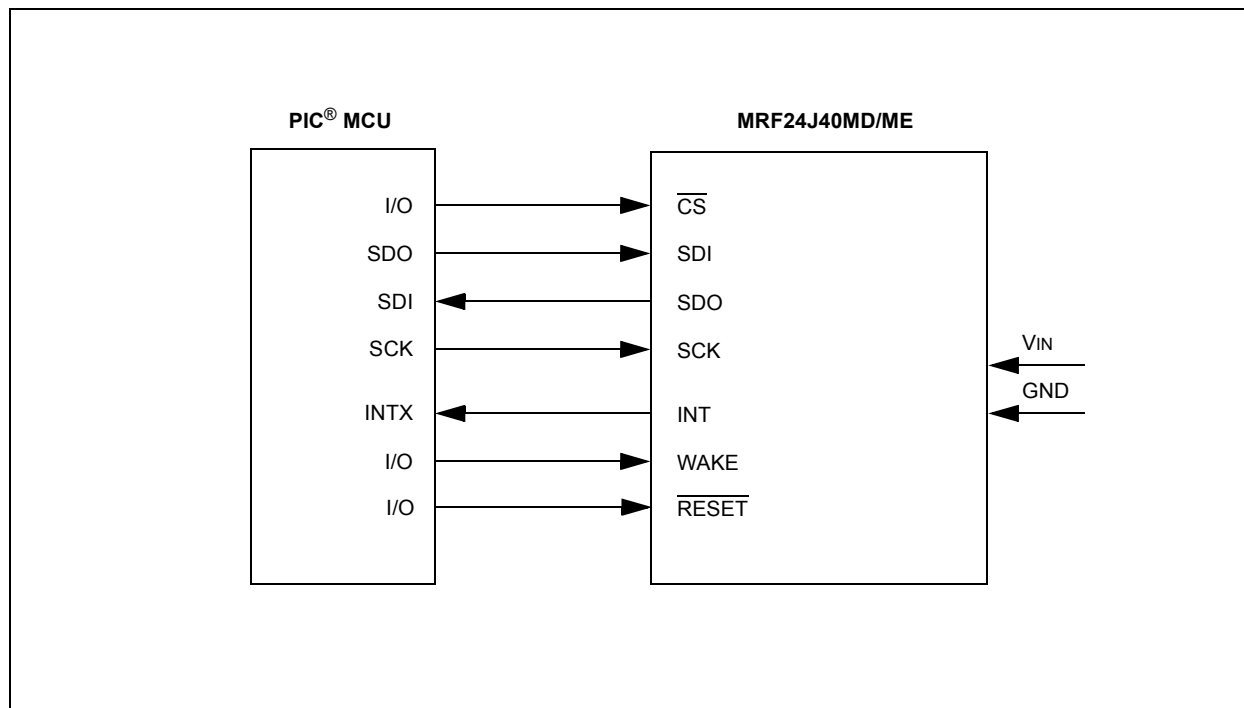 PIC® MCU
MRF24J40MD/ME
I/O
CS
SDO
SDI
SDI
SDO
SCK
SCK
INTX
INT
I/O
WAKE
I/O
RESET
VIN
GND